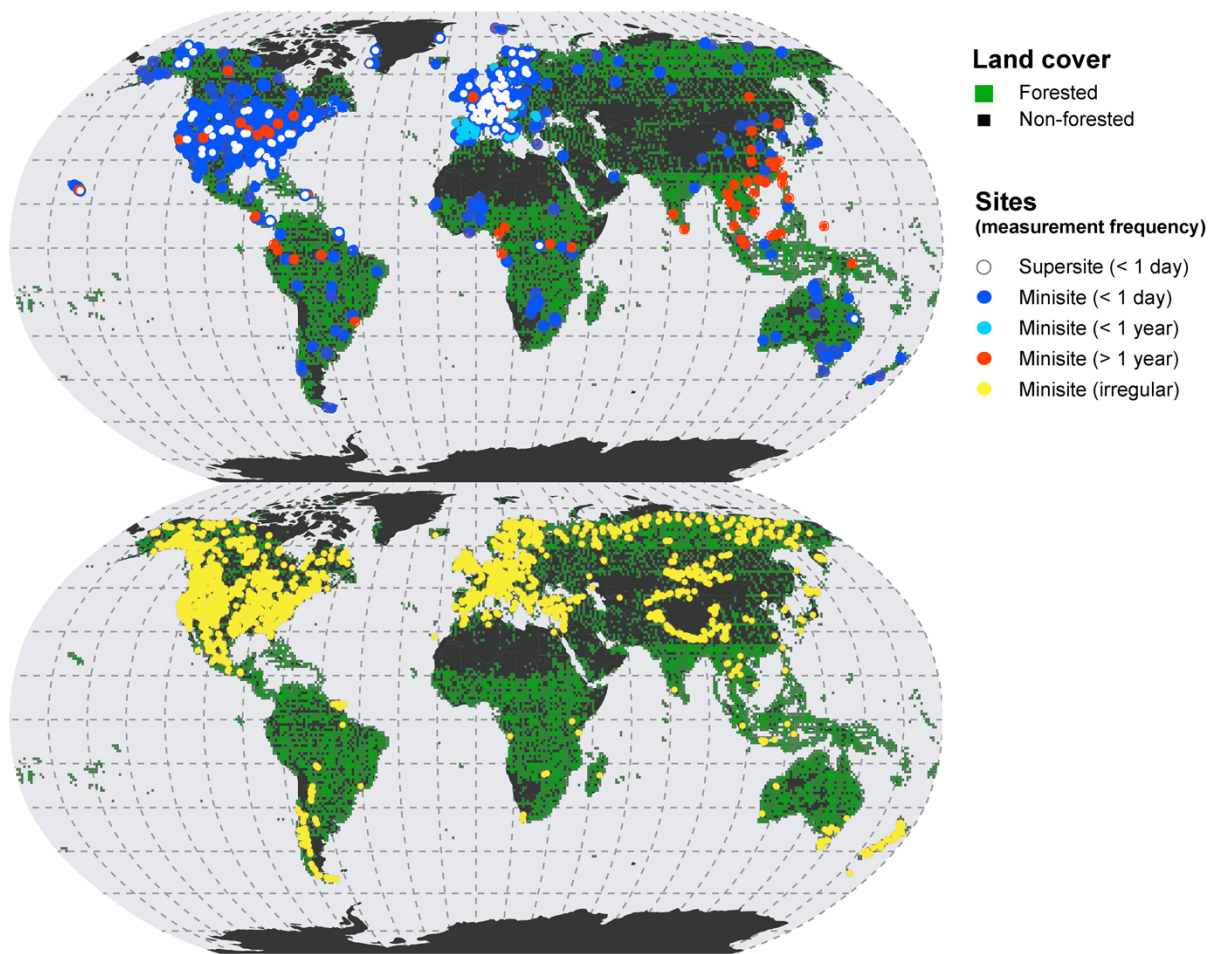 Land cover
Forested
Non-forested
Sites
(measurement frequency)
Supersite (< 1 day)
Minisite (< 1 day)
Minisite (< 1 year)
Minisite (> 1 year)
Minisite (irregular)